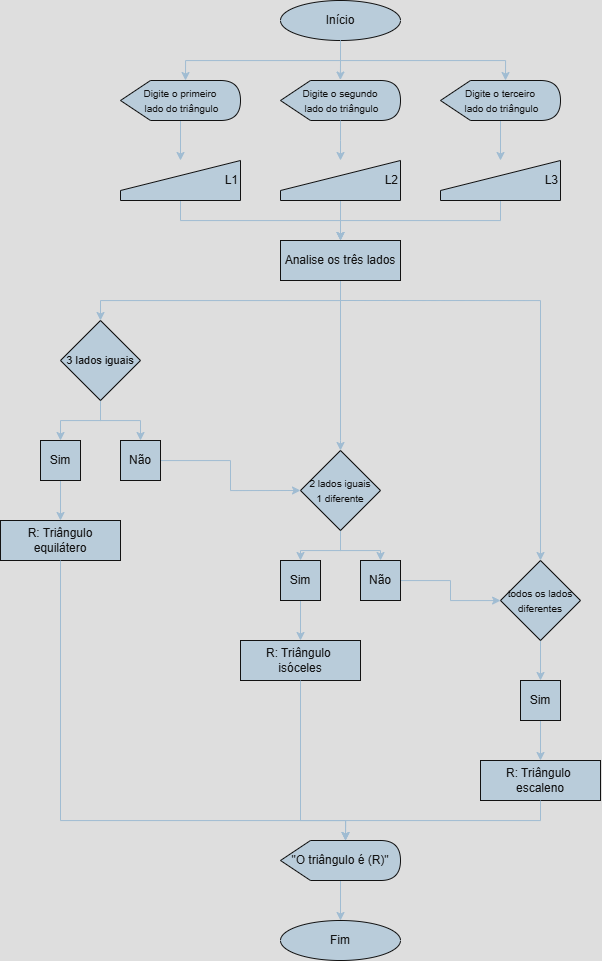 Início
Digite o primeiro
lado do triângulo
Digite o segundo
lado do triângulo
Digite o terceiro
lado do triângulo
L1
L2
L3
Analise os três lados
3 lados iguais
Sim
Não
R: Triângulo
equilátero
2 lados iguais
1 diferente
Sim
Não
R: Triângulo
isóceles
todos os lados
diferentes
Sim
R: Triângulo
escaleno
"O triângulo é (R)"
Fim